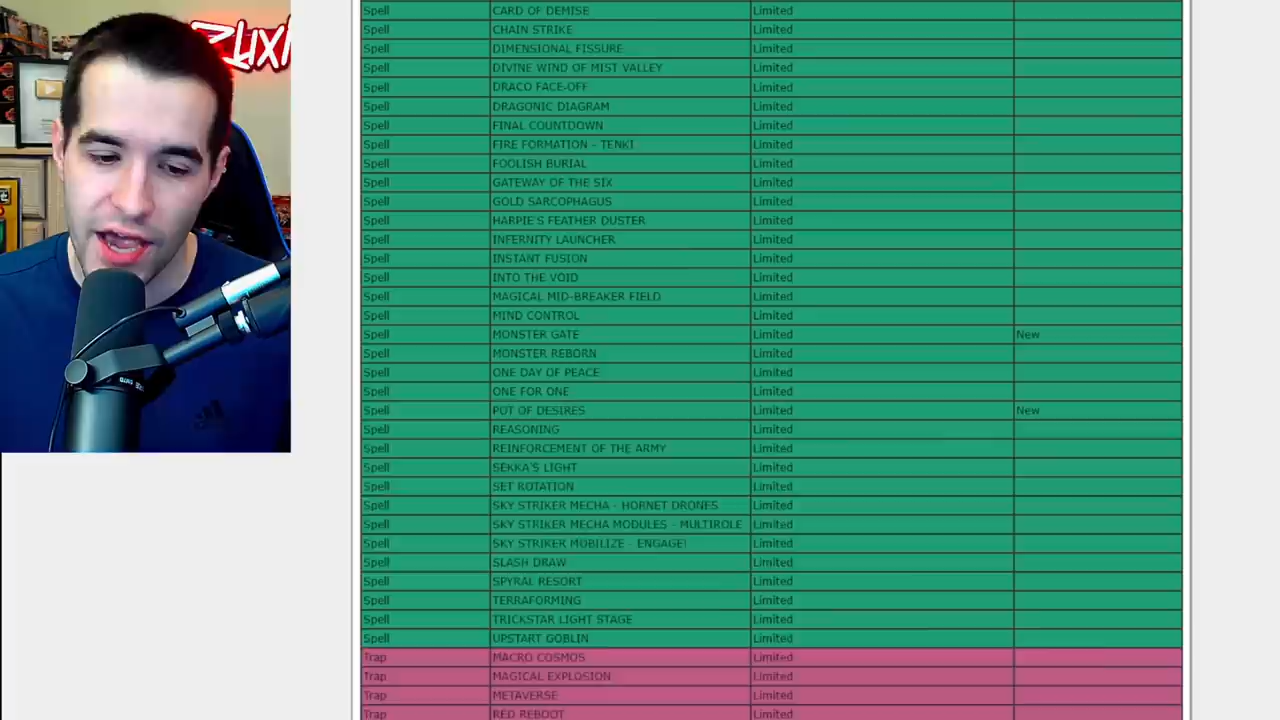 Spell CARD OF DEMISE Limited
Spell CHAIN STRIKE Limited
Spell DIMENSIONAL FISSURE Limited
Spell DIVINE WIND OF MIST VALLEY Limited
Spell DRACO FACE-OFF Limited
Spell DRAGONIC DIAGRAM Limited
Spell FINAL COUNTDOWN Limited
Spell FIRE FORMATION - TENKI Limited
Spell FOOLISH BURIAL Limited
Spell GATEWAY OF THE SIX Limited
Spell GOLD SARCOPHAGUS Limited
Spell HARPIE'S FEATHER DUSTER Limited
Spell INFERNITY LAUNCHER Limited
Spell INSTANT FUSION Limited
Spell INTO THE VOID Limited
Spell MAGICAL MID-BREAKER FIELD Limited
Spell MIND CONTROL Limited
Spell MONSTER GATE Limited New
Spell MONSTER REBORN Limited
Spell ONE DAY OF PEACE Limited
Spell ONE FOR ONE Limited
Spell POT OF DESIRES Limited New
Spell REASONING Limited
Spell REINFORCEMENT OF THE ARMY Limited
Spell SEKKA'S LIGHT Limited
Spell SET ROTATION Limited
Spell SKY STRIKER MECHA - HORNET DRONES Limited
Spell SKY STRIKER MECHA MODULES - MULTIROLE Limited
Spell SKY STRIKER MOBILIZE - ENGAGE! Limited
Spell SLASH DRAW Limited
Spell SPYRAL RESORT Limited
Spell TERRAFORMING Limited
Spell TRICKSTAR LIGHT STAGE Limited
Spell UPSTART GOBLIN Limited
Trap MACRO COSMOS Limited
Trap MAGICAL EXPLOSION Limited
Trap METAVERSE Limited
Trap RED REBOOT Limited